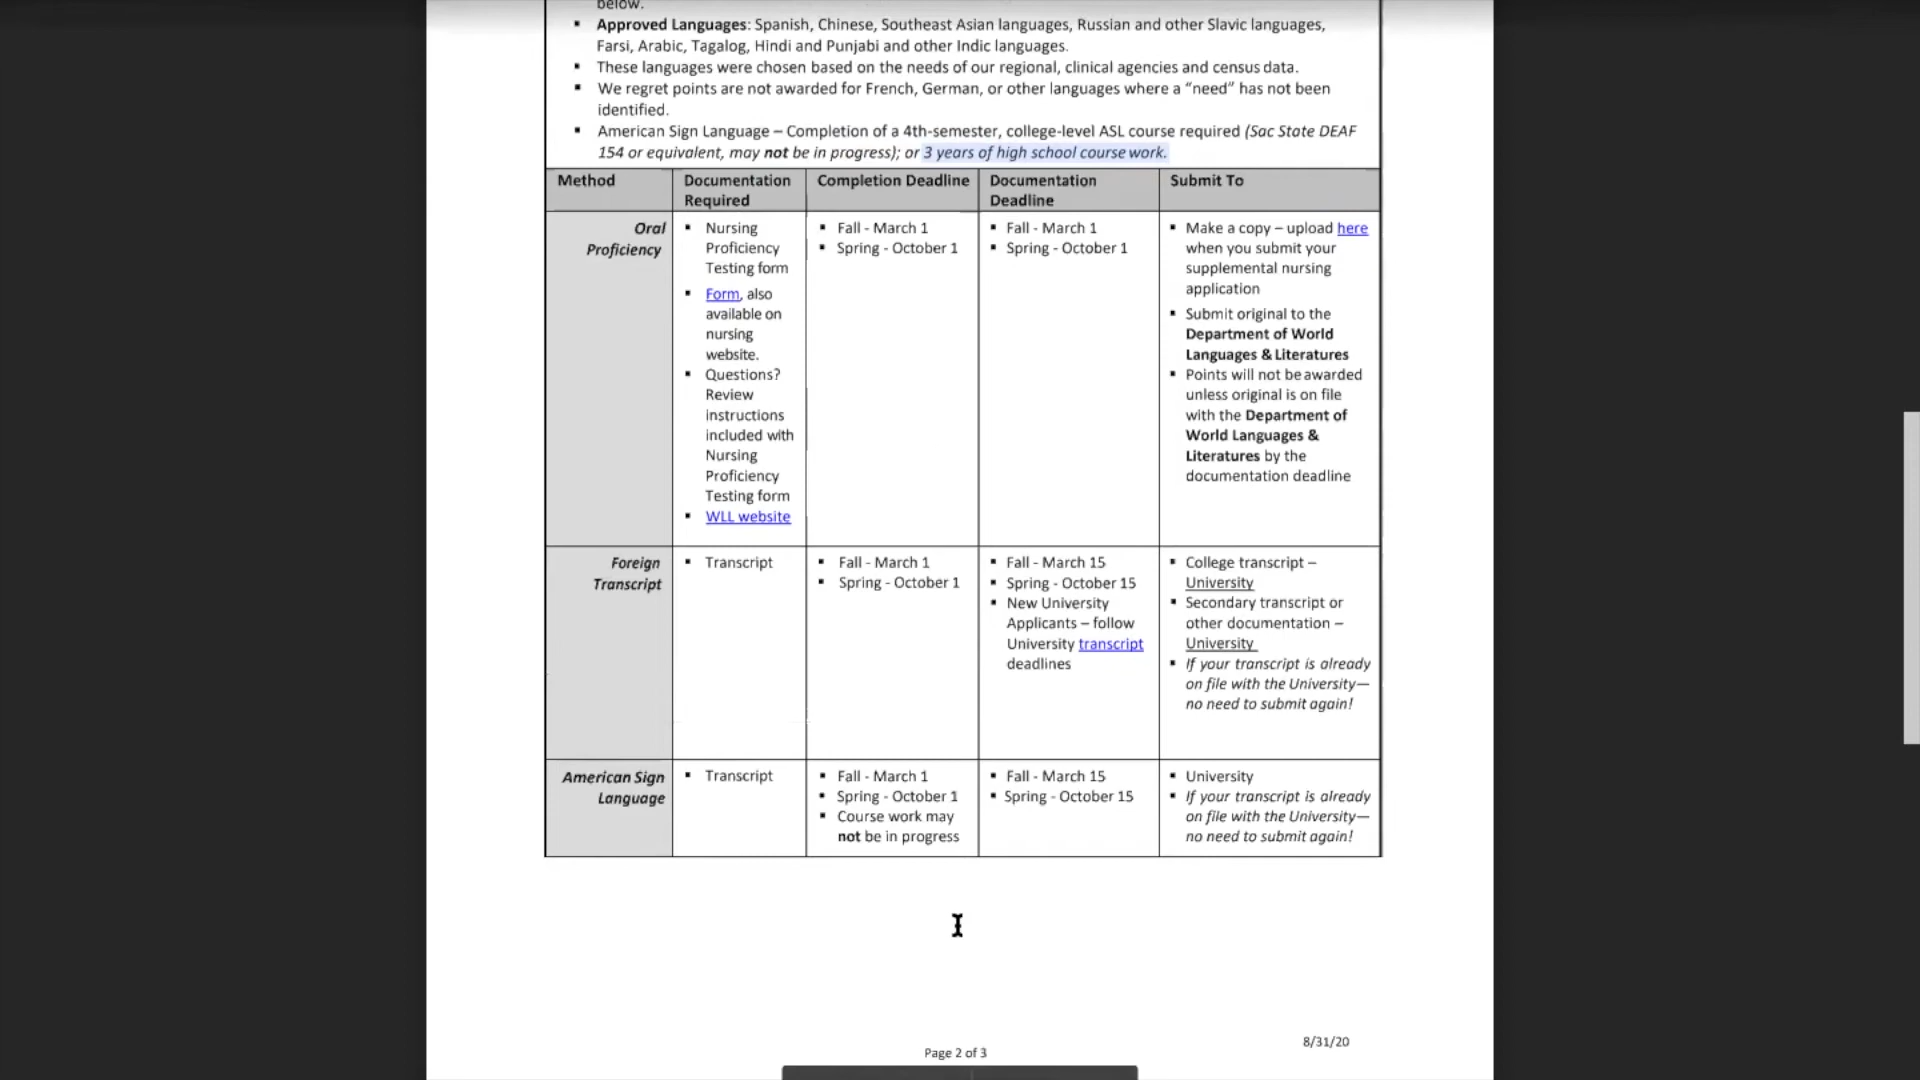 below.
▪ Approved Languages: Spanish, Chinese, Southeast Asian languages, Russian and other Slavic languages,
Farsi, Arabic, Tagalog, Hindi and Punjabi and other Indic languages.
▪ These languages were chosen based on the needs of our regional, clinical agencies and census data.
▪ We regret points are not awarded for French, German, or other languages where a “need” has not been
identified.
▪ American Sign Language – Completion of a 4th-semester, college-level ASL course required (Sac State DEAF
154 or equivalent, may not be in progress); or 3 years of high school course work.
Method
Documentation
Required
Completion Deadline
Documentation
Deadline
Submit To
Oral
Proficiency
▪ Nursing
Proficiency
Testing form
▪ Form, also
available on
nursing
website.
▪ Questions?
Review
instructions
included with
Nursing
Proficiency
Testing form
▪ WLL website
▪ Fall - March 1
▪ Spring - October 1
▪ Fall - March 1
▪ Spring - October 1
▪ Make a copy – upload here
when you submit your
supplemental nursing
application
▪ Submit original to the
Department of World
Languages & Literatures
▪ Points will not be awarded
unless original is on file
with the Department of
World Languages &
Literatures by the
documentation deadline
Foreign
Transcript
▪ Transcript
▪ Fall - March 1
▪ Spring - October 1
▪ Fall - March 15
▪ Spring - October 15
▪ New University
Applicants – follow
University transcript
deadlines
▪ College transcript –
University
▪ Secondary transcript or
other documentation –
University
▪ If your transcript is already
on file with the University—
no need to submit again!
American Sign
Language
▪ Transcript
▪ Fall - March 1
▪ Spring - October 1
▪ Course work may
not be in progress
▪ Fall - March 15
▪ Spring - October 15
▪ University
▪ If your transcript is already
on file with the University—
no need to submit again!
8/31/20
Page 2 of 3